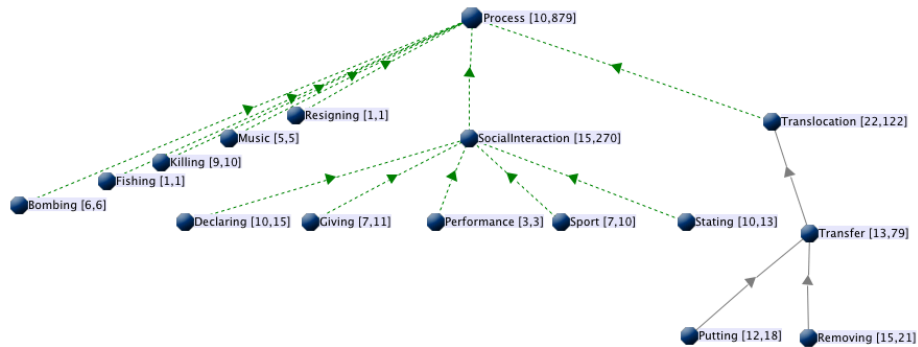 Process [10,879]
Resigning [1,1]
Translocation [22,122]
Music [5,5]
SocialInteraction [15,270]
Killing [9,10]
Fishing [1,1]
Bombing [6,6]
Declaring [10,15]
Giving [7,11]
Performance [3,3]
Sport [7,10]
Stating [10,13]
Transfer [13,79]
Putting [12,18]
Removing [15,21]